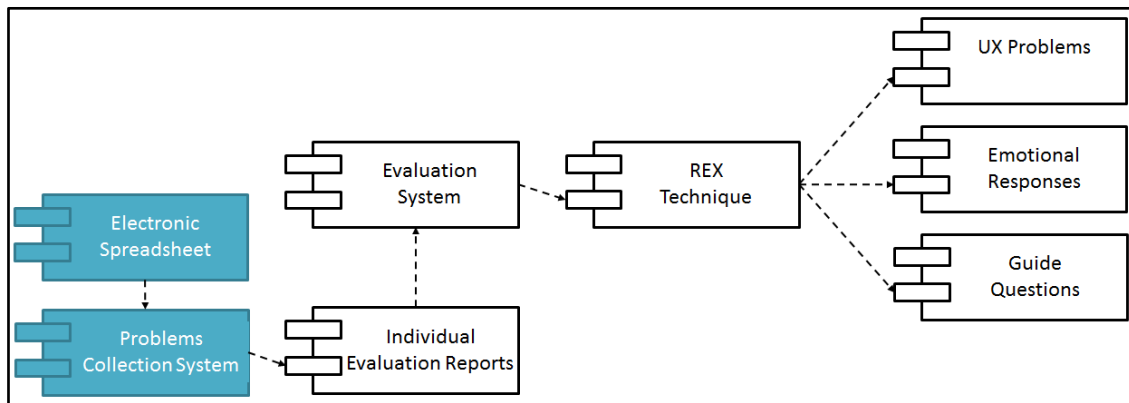 UX Problems
Evaluation
System
REX
Technique
Emotional
Responses
Electronic
Spreadsheet
Guide
Questions
Problems
Collection System
Individual
Evaluation Reports